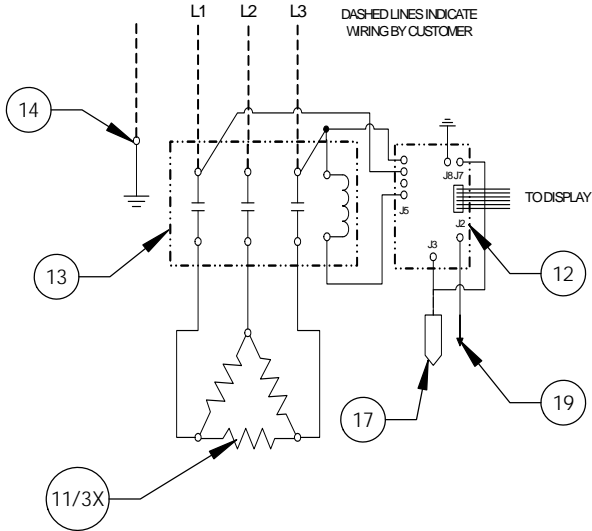 L1 L2 L3
DASHED LINES INDICATE
WIRING BY CUSTOMER
14
J8 J7
TO DISPLAY
J5
J2
J3
13
12
17
19
11/3X